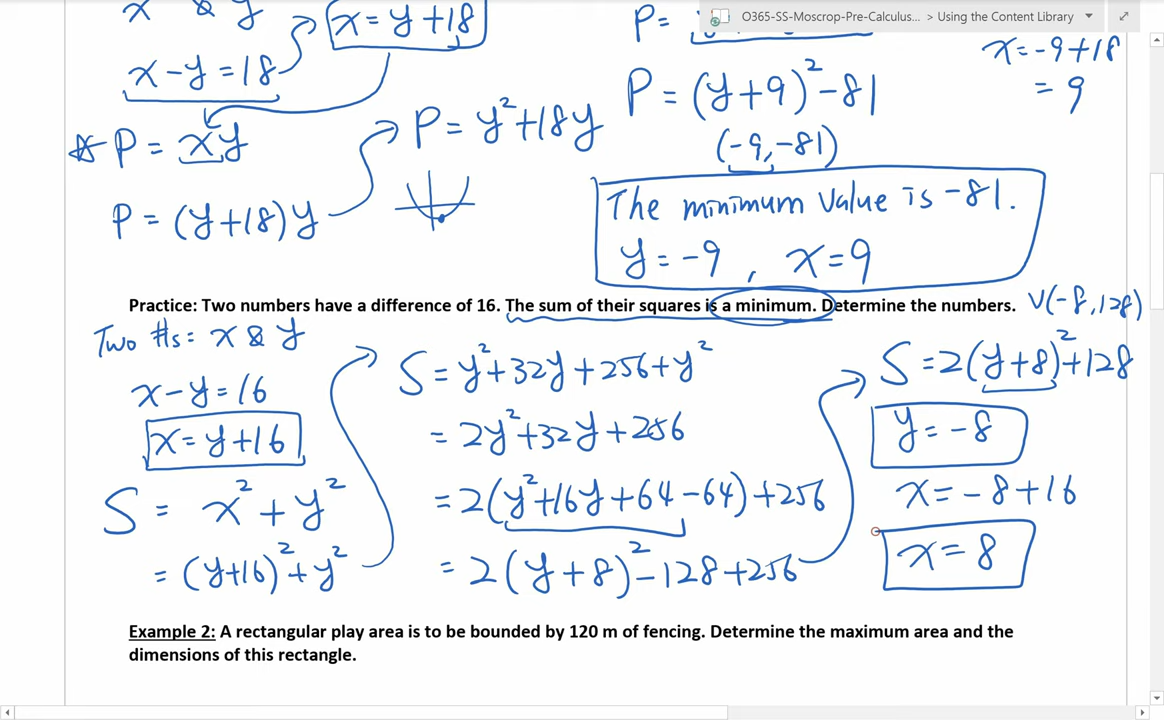 O365-SS-Moscrop-Pre-Calculus... > Using the Content Library
x & y
x = y + 18
x - y = 18
P = xy
P = (y+18)y
P = y² + 18y
P =
P = (y+9)² - 81
(-9, -81)
x = -9 + 18
= 9
The minimum value is -81.
y = -9 , x = 9
Practice: Two numbers have a difference of 16. The sum of their squares is a minimum. Determine the numbers.
V(-8, 128)
Two #s: x & y
x - y = 16
x = y + 16
S = x² + y²
= (y+16)² + y²
S = y² + 32y + 256 + y²
= 2y² + 32y + 256
= 2(y² + 16y + 64 - 64) + 256
= 2(y + 8)² - 128 + 256
S = 2(y+8)² + 128
y = -8
x = -8 + 16
x = 8
Example 2: A rectangular play area is to be bounded by 120 m of fencing. Determine the maximum area and the
dimensions of this rectangle.